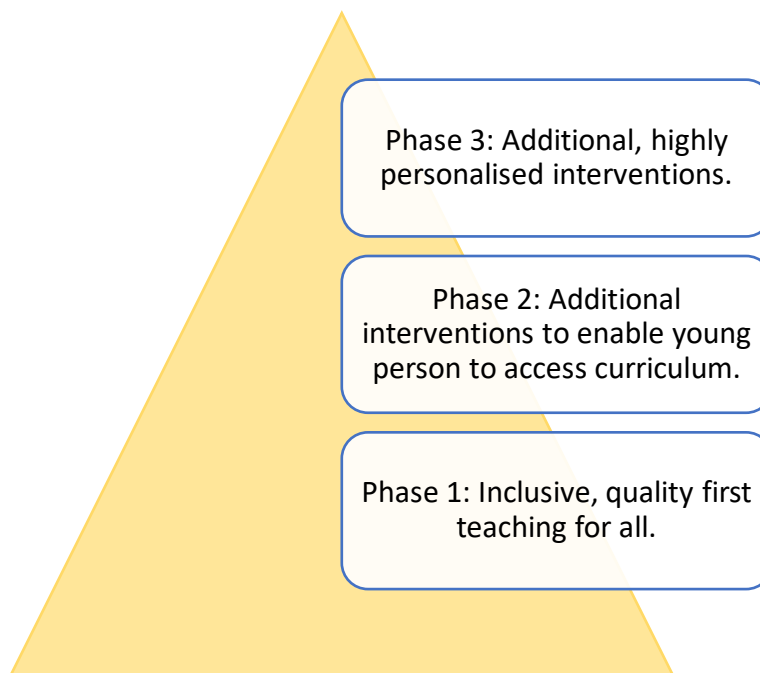 Phase 3: Additional, highly
personalised interventions.
Phase 2: Additional
interventions to enable young
person to access curriculum.
Phase 1: Inclusive, quality first
teaching for all.